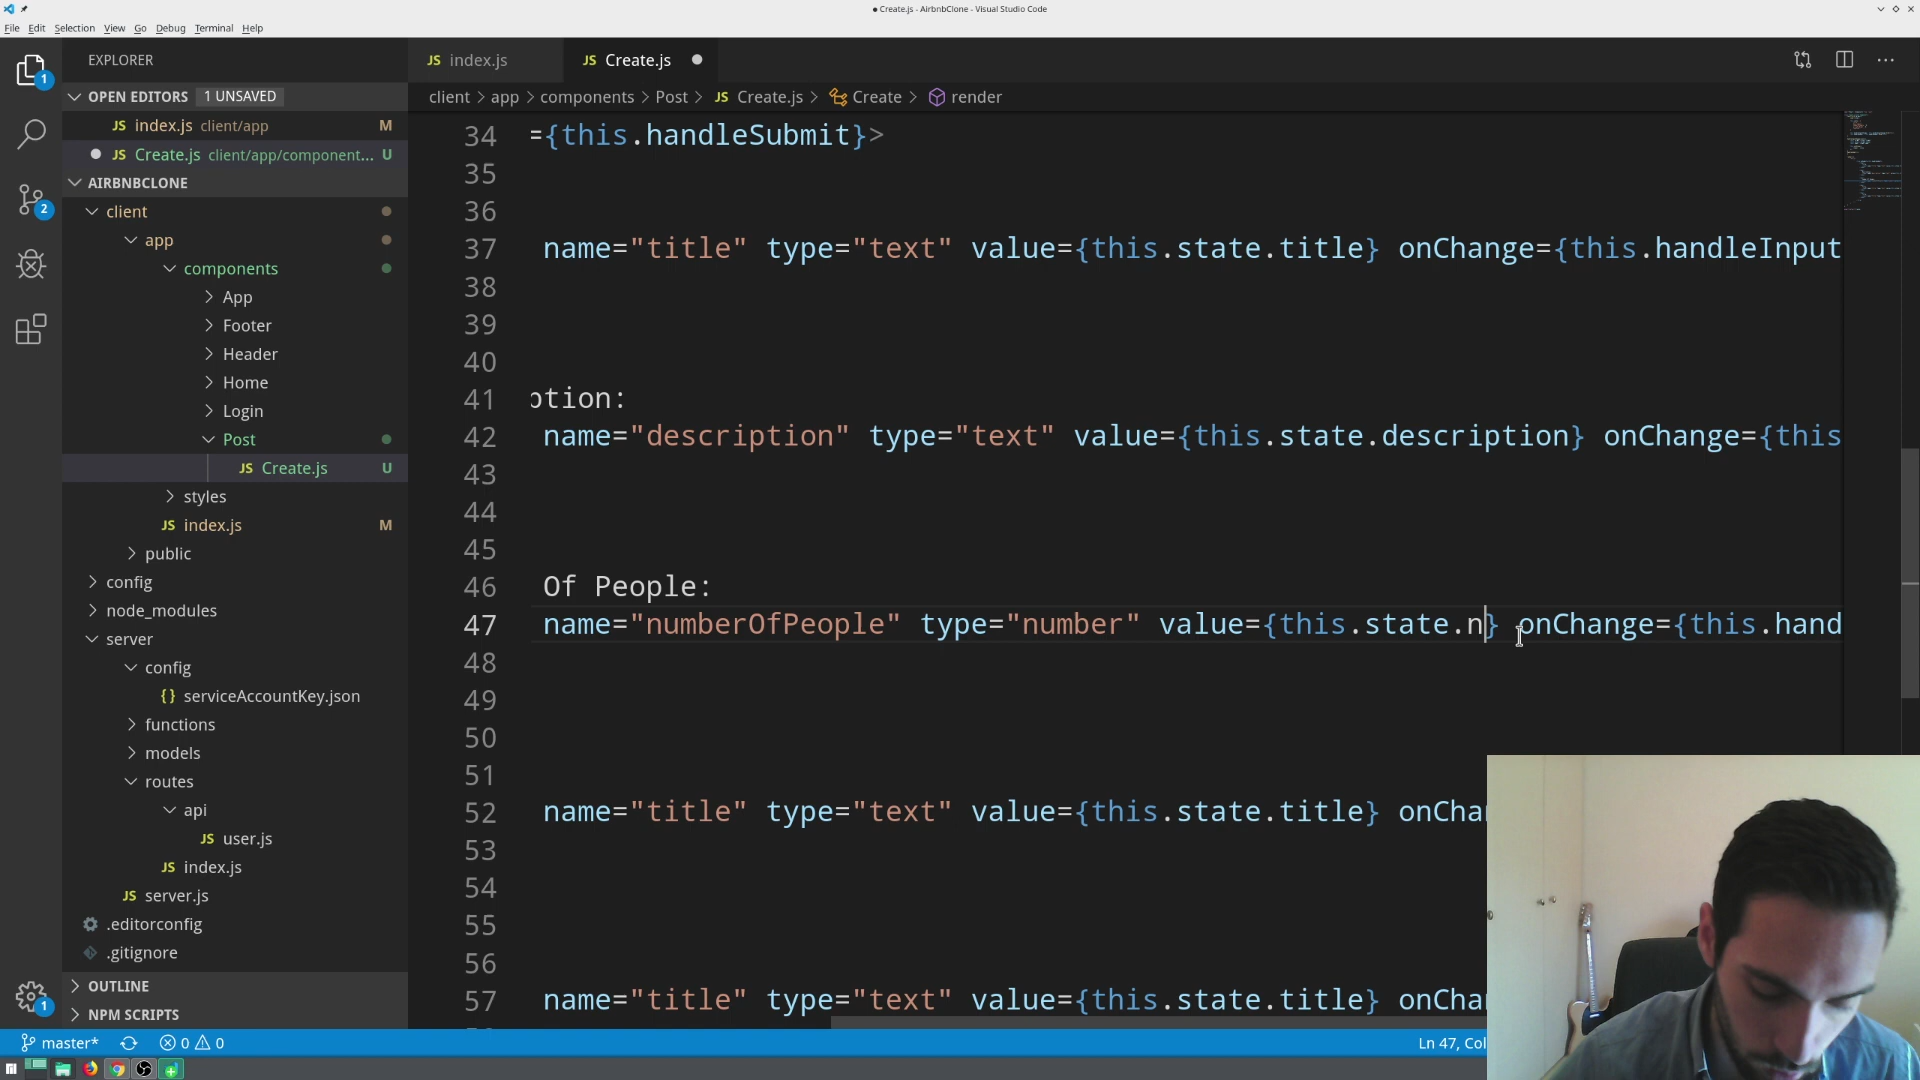 Create.js - AirbnbClone - Visual Studio Code
File Edit Selection View Go Debug Terminal Help
EXPLORER
OPEN EDITORS 1 UNSAVED
JS index.js client/app M
JS Create.js client/app/component... U
AIRBNBCLONE
client
app
components
App
Footer
Header
Home
Login
Post
JS Create.js U
styles
JS index.js M
public
config
node_modules
server
config
{} serviceAccountKey.json
functions
models
routes
api
JS user.js
JS index.js
JS server.js
.editorconfig
.gitignore
OUTLINE
NPM SCRIPTS
1
2
1
JS index.js JS Create.js
client > app > components > Post > JS Create.js > Create > render
34 ={this.handleSubmit}>
35
36
37 name="title" type="text" value={this.state.title} onChange={this.handleInput
38
39
40
41 ption:
42 name="description" type="text" value={this.state.description} onChange={this
43
44
45
46 Of People:
47 name="numberOfPeople" type="number" value={this.state.n} onChange={this.hand
48
49
50
51
52 name="title" type="text" value={this.state.title} onChan
53
54
55
56
57 name="title" type="text" value={this.state.title} onChan
master* 0 0 Ln 47, Col